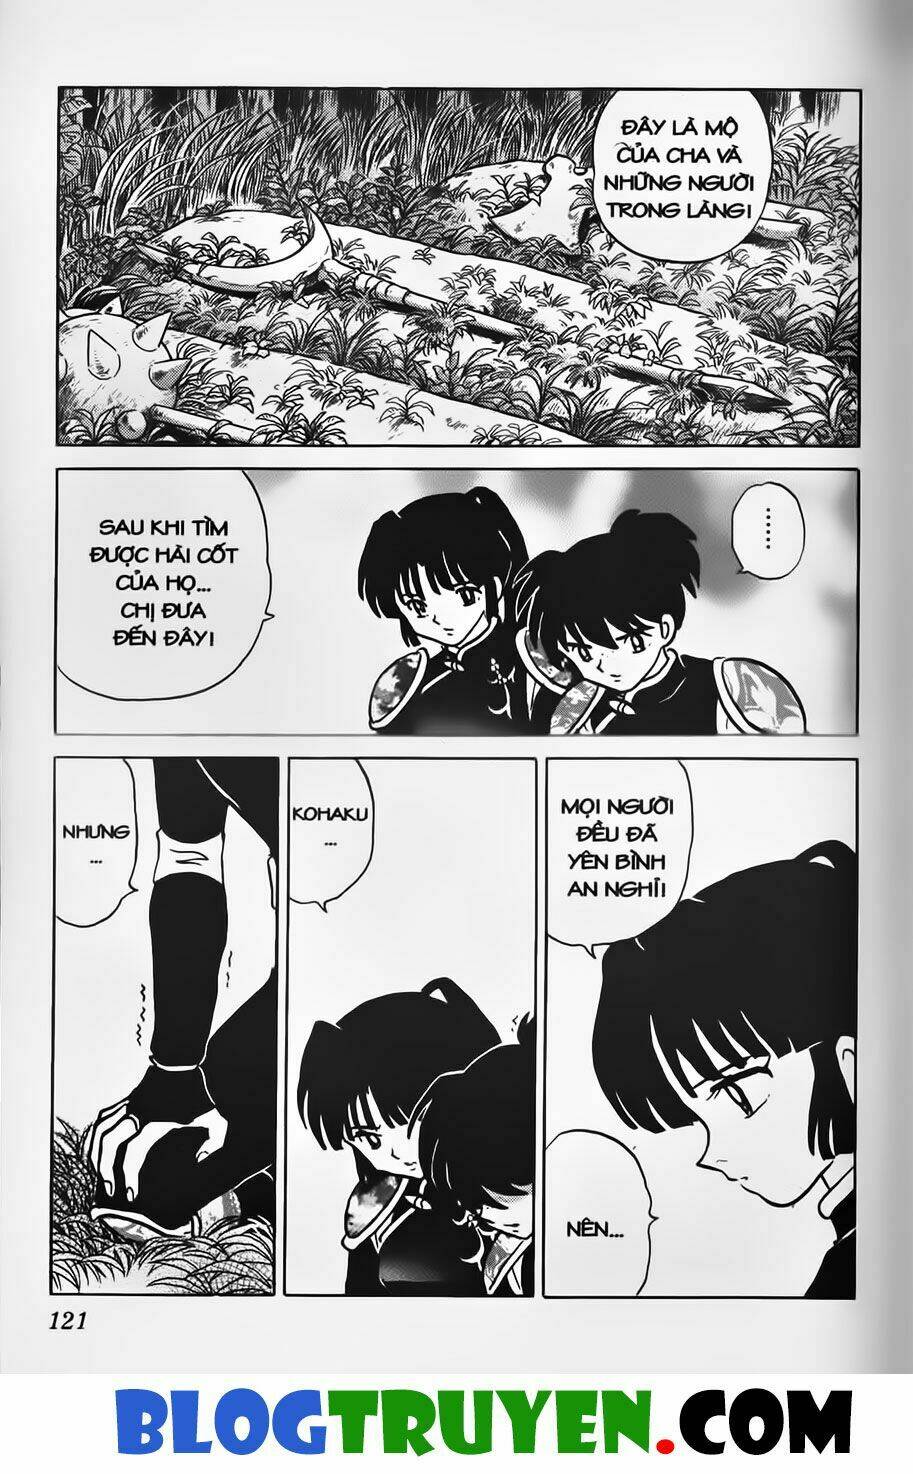 ĐÂY LÀ MỘ
CỦA CHA VÀ
NHỮNG NGƯỜI
TRONG LÀNG!
SAU KHI TÌM
ĐƯỢC HÀI CỐT
CỦA HỌ...
CHỊ ĐƯA
ĐẾN ĐÂY!
......
MỌI NGƯỜI
ĐỀU ĐÃ
YÊN BÌNH
AN NGHỈ!
NÊN...
KOHAKU
...
NHƯNG
...
121
BLOGTRUYEN.COM